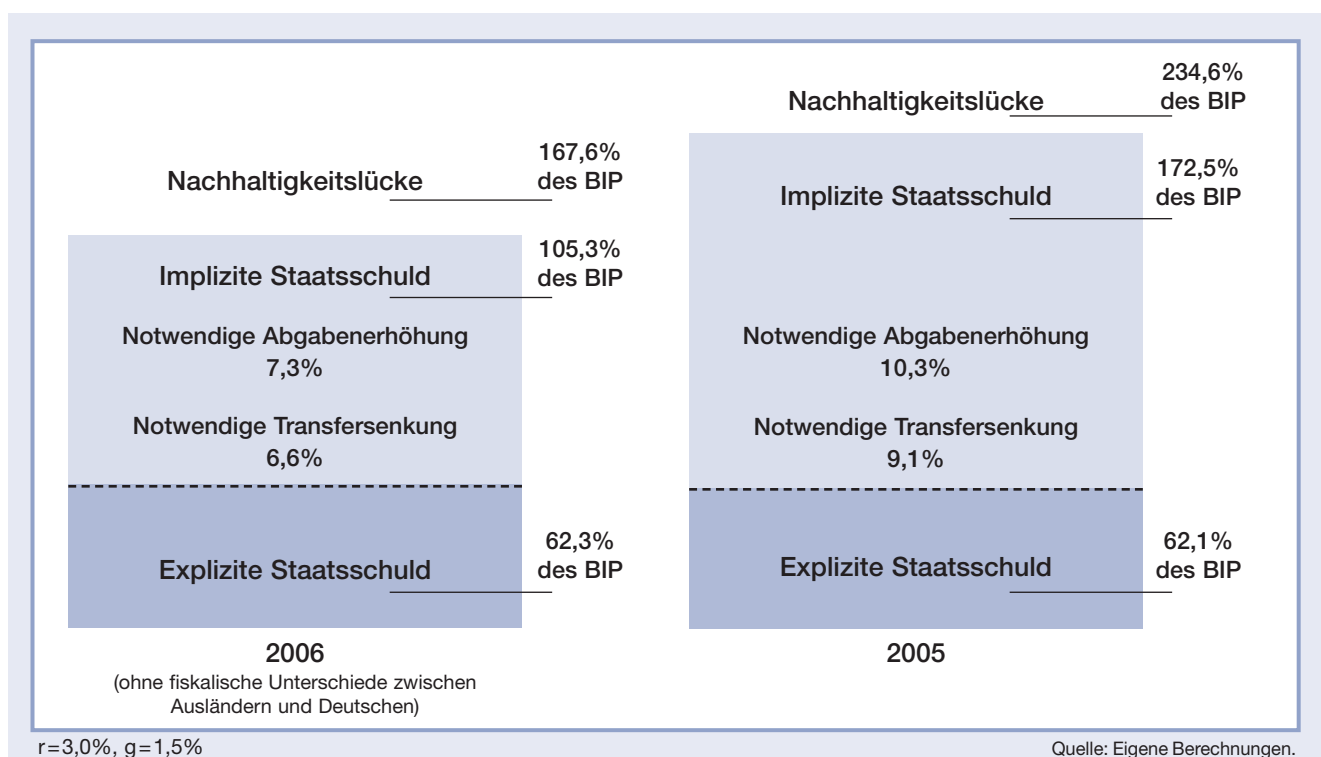 Nachhaltigkeitslücke
167,6%
des BIP
Implizite Staatsschuld
105,3%
des BIP
Notwendige Abgabenerhöhung
7,3%
Notwendige Transfersenkung
6,6%
Explizite Staatsschuld
62,3%
des BIP
2006
(ohne fiskalische Unterschiede zwischen
Ausländern und Deutschen)
Nachhaltigkeitslücke
234,6%
des BIP
Implizite Staatsschuld
172,5%
des BIP
Notwendige Abgabenerhöhung
10,3%
Notwendige Transfersenkung
9,1%
Explizite Staatsschuld
62,1%
des BIP
2005
r=3,0%, g=1,5%
Quelle: Eigene Berechnungen.